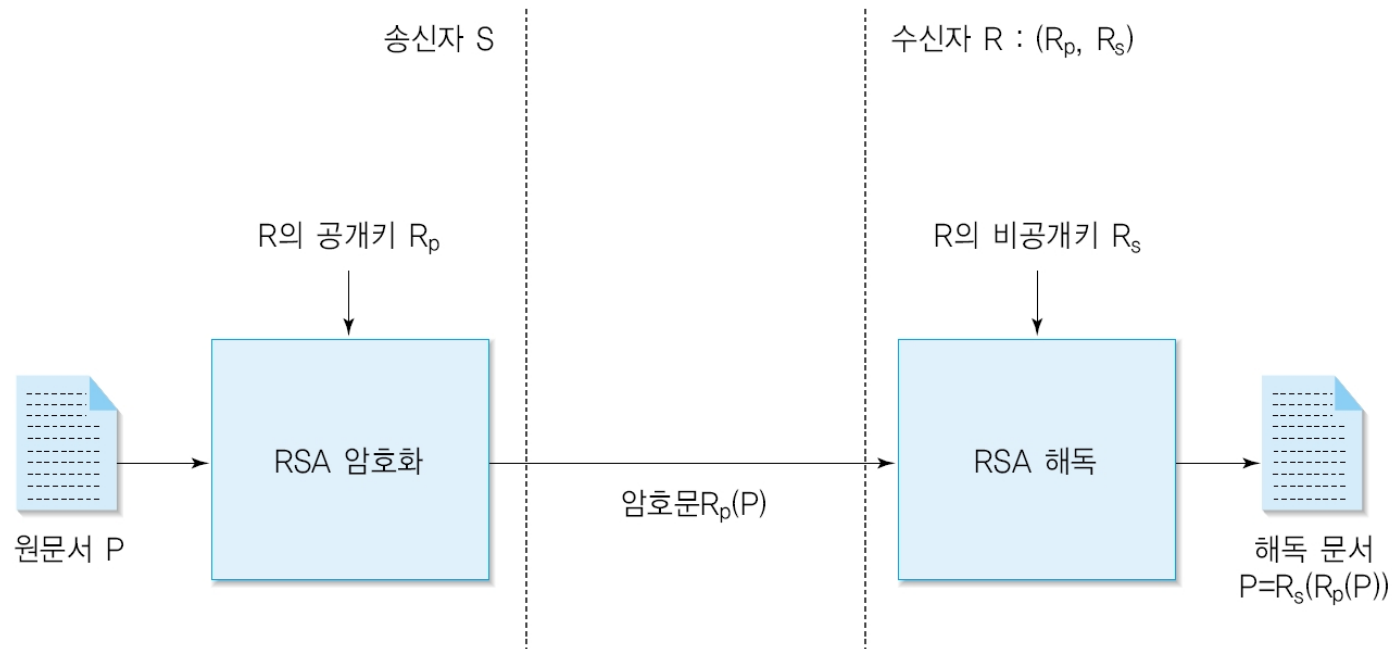 송신자 S
수신자 R : (Rp, Rs)
R의 공개키 Rp
R의 비공개키 Rs
RSA 암호화
RSA 해독
암호문Rp(P)
원문서 P
해독 문서
P=Rs(Rp(P))